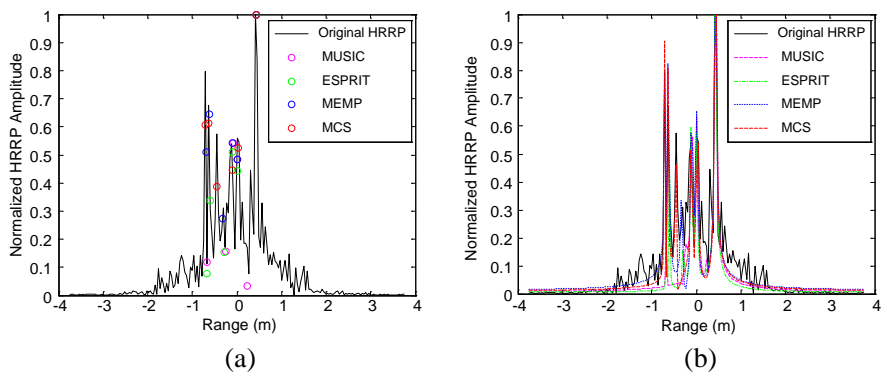 Normalized HRRP Amplitude
1
0.9
0.8
0.7
0.6
0.5
0.4
0.3
0.2
0.1
0
-4
-3
-2
-1
0
1
2
3
4
Range (m)
Original HRRP
MUSIC
ESPRIT
MEMP
MCS
(a)
Normalized HRRP Amplitude
1
0.9
0.8
0.7
0.6
0.5
0.4
0.3
0.2
0.1
0
-4
-3
-2
-1
0
1
2
3
4
Range (m)
Original HRRP
MUSIC
ESPRIT
MEMP
MCS
(b)